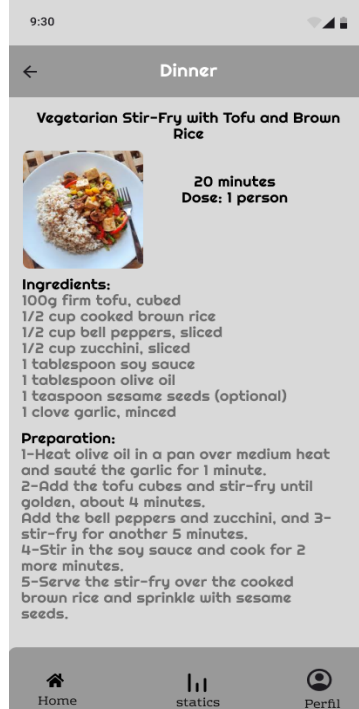 9:30
Dinner
Vegetarian Stir-Fry with Tofu and Brown
Rice
20 minutes
Dose: 1 person
Ingredients:
100g firm tofu, cubed
1/2 cup cooked brown rice
1/2 cup bell peppers, sliced
1/2 cup zucchini, sliced
1 tablespoon soy sauce
1 tablespoon olive oil
1 teaspoon sesame seeds (optional)
1 clove garlic, minced
Preparation:
1-Heat olive oil in a pan over medium heat
and sauté the garlic for 1 minute.
2-Add the tofu cubes and stir-fry until
golden, about 4 minutes.
Add the bell peppers and zucchini, and 3-
stir-fry for another 5 minutes.
4-Stir in the soy sauce and cook for 2
more minutes.
5-Serve the stir-fry over the cooked
brown rice and sprinkle with sesame
seeds.
Home
statics
Perfil